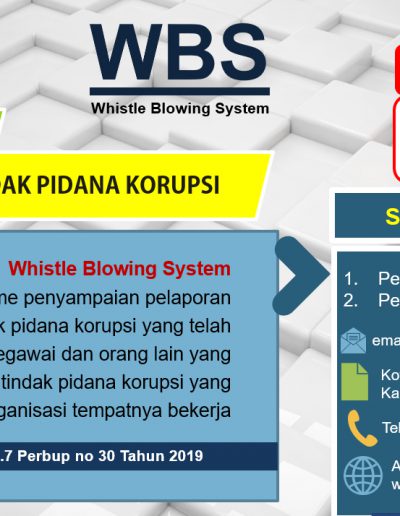 WBS
Whistle Blowing System
DAK PIDANA KORUPSI
Whistle Blowing System
me penyampaian pelaporan
k pidana korupsi yang telah
egawai dan orang lain yang
tindak pidana korupsi yang
ganisasi tempatnya bekerja
.7 Perbup no 30 Tahun 2019
S
1. Pe
2. Pe
ema
Ko
Ka
Tel
A
w